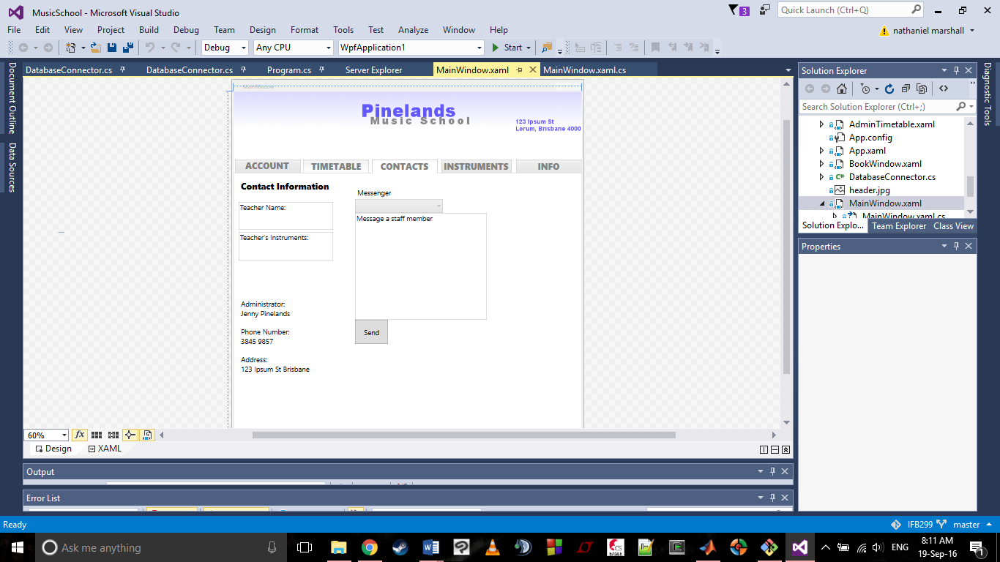 MusicSchool - Microsoft Visual Studio
3
Quick Launch (Ctrl+Q)
File Edit View Project Build Debug Team Design Format Tools Test Analyze Window Help
nathaniel marshall
Debug Any CPU WpfApplication1 Start
DatabaseConnector.cs DatabaseConnector.cs Program.cs Server Explorer MainWindow.xaml MainWindow.xaml.cs
Document Outline
Data Sources
MainWindow
Pinelands
Music School
123 Ipsum St
Lorum, Brisbane 4000
ACCOUNT TIMETABLE CONTACTS INSTRUMENTS INFO
Contact Information
Teacher Name:
Teacher's Instruments:
Messenger
Message a staff member
Send
Administrator:
Jenny Pinelands
Phone Number:
3845 9857
Address:
123 Ipsum St Brisbane
60% fx
Design XAML
Solution Explorer
Search Solution Explorer (Ctrl+;)
AdminTimetable.xaml
App.config
App.xaml
BookWindow.xaml
C# DatabaseConnector.cs
header.jpg
MainWindow.xaml
MainWindow.xaml.cs
Solution Explo... Team Explorer Class View
Properties
Diagnostic Tools
Output
Error List
Ready IFB299 master
Ask me anything
ENG
8:11 AM
19-Sep-16
1